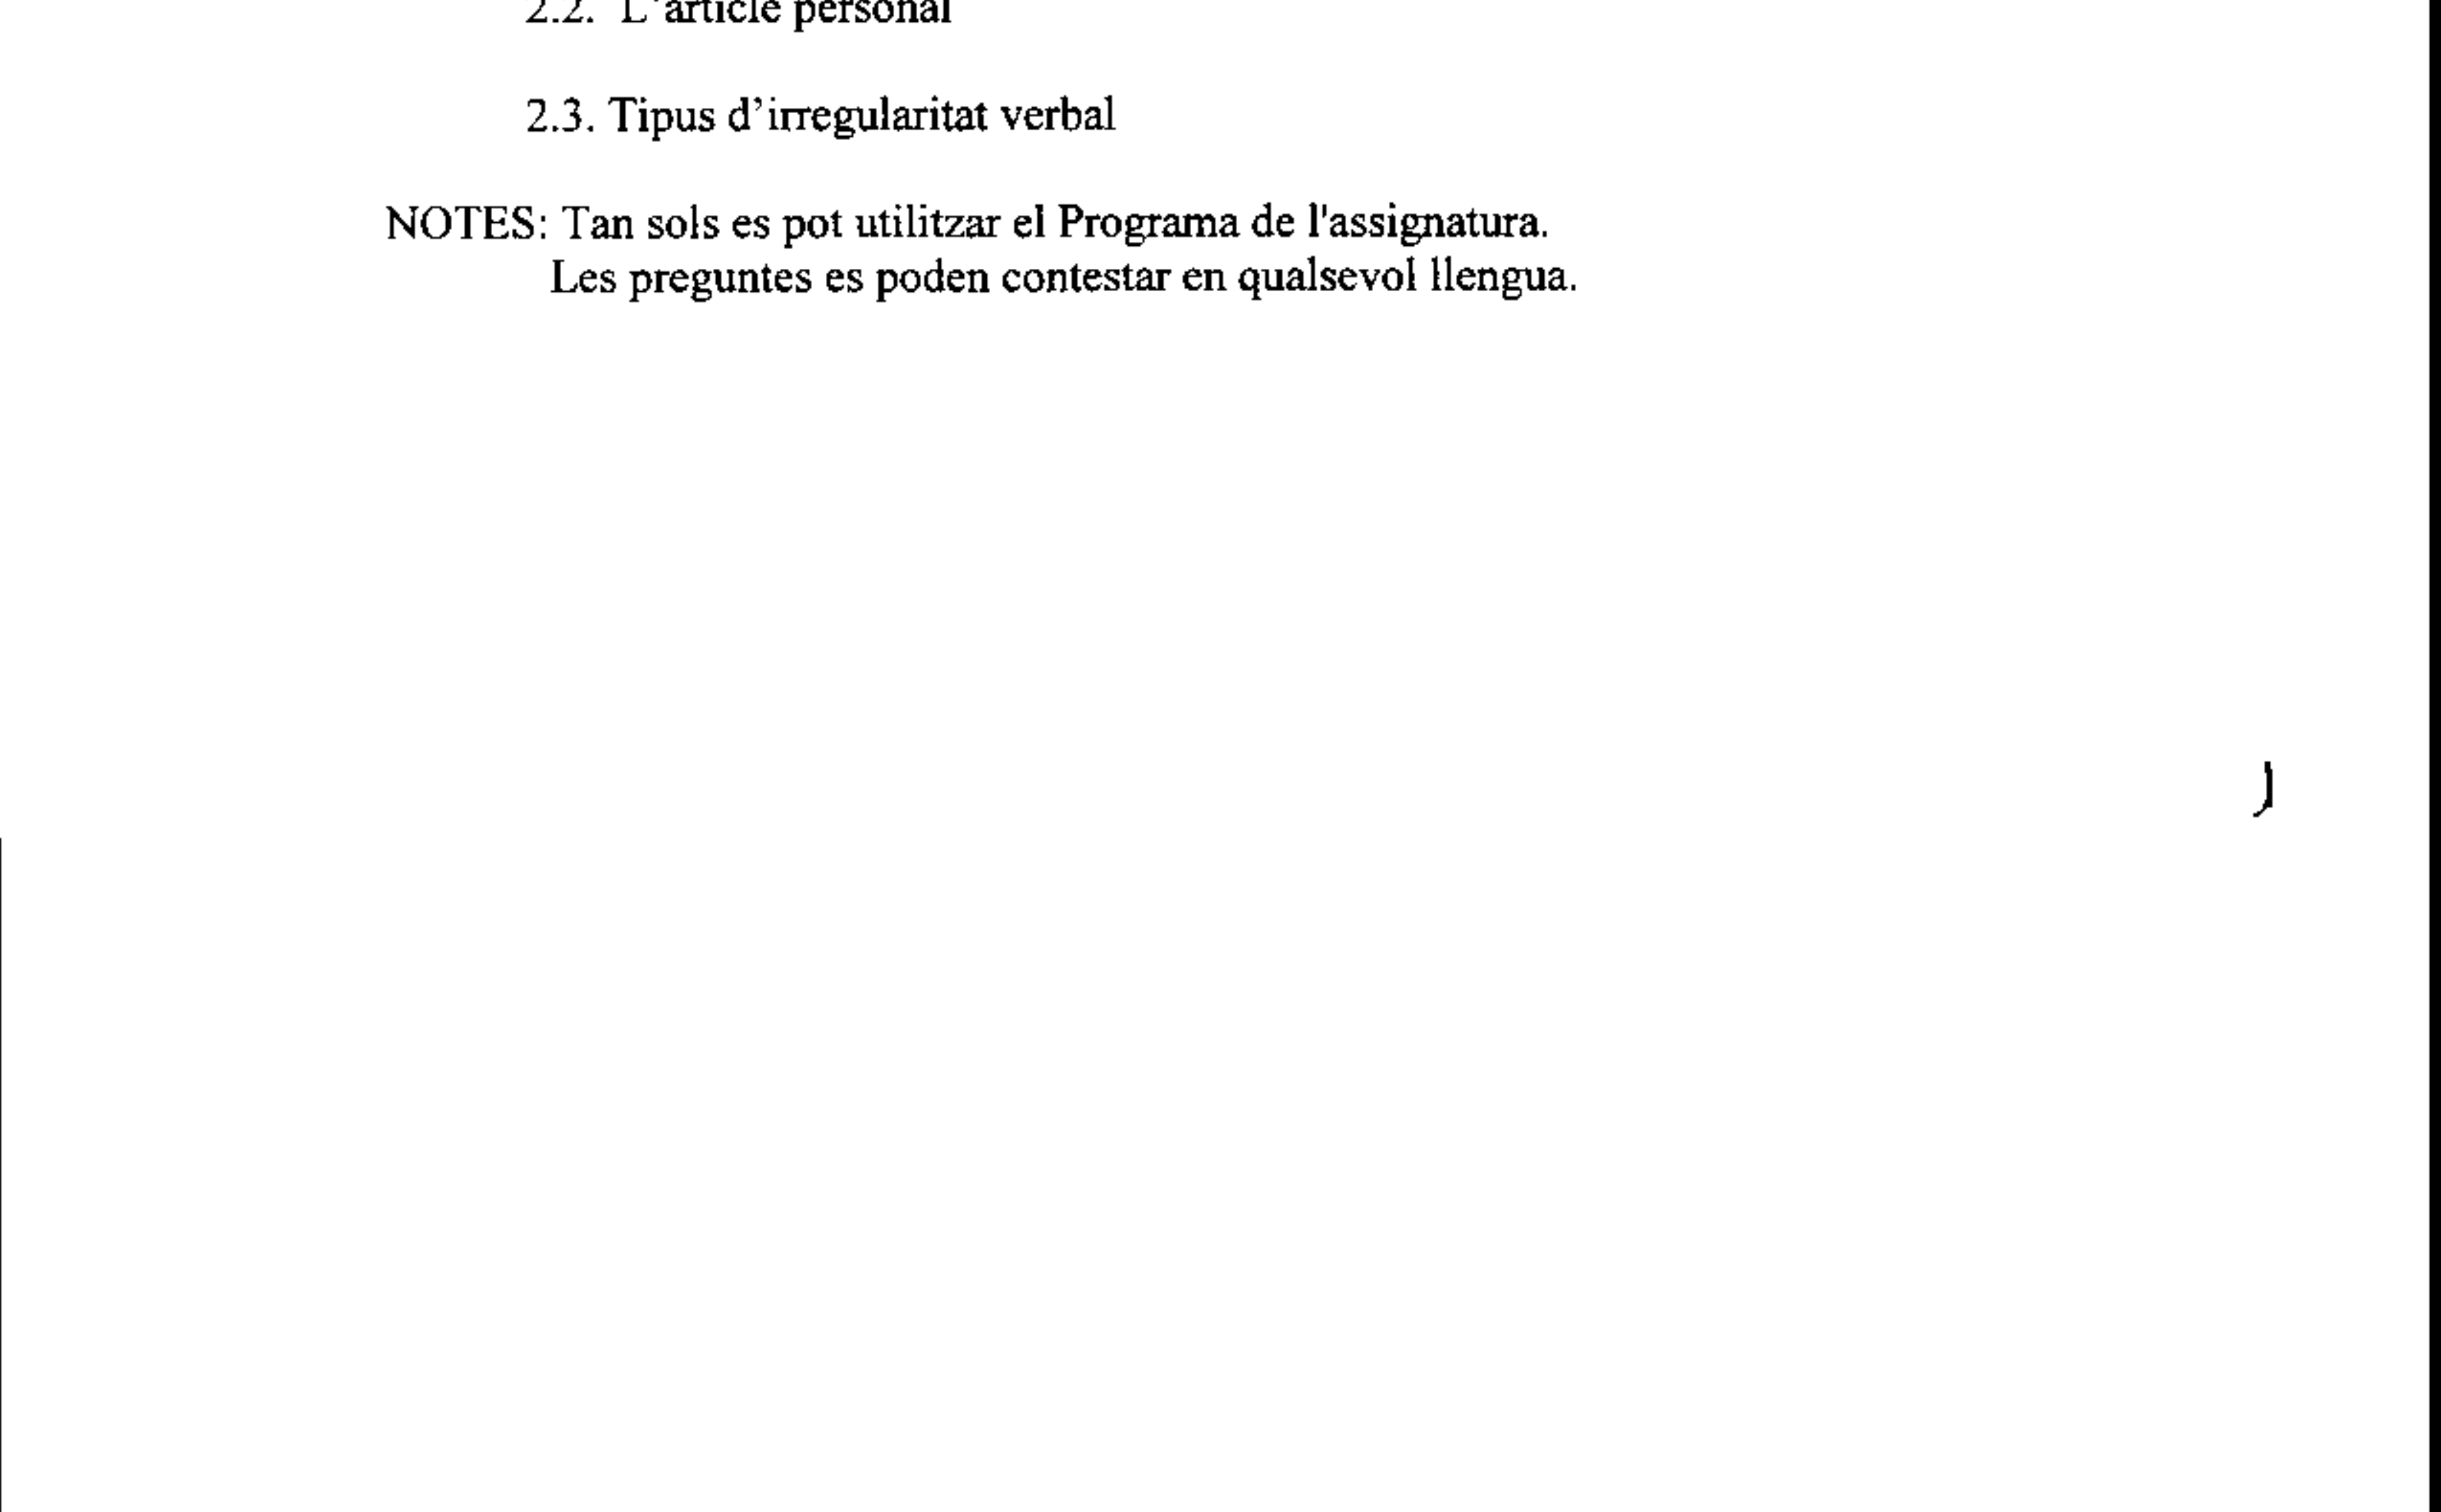 2.2. L'article personal
2.3. Tipus d'irregularitat verbal
NOTES: Tan sols es pot utilitzar el Programa de l'assignatura.
Les preguntes es poden contestar en qualsevol llengua.